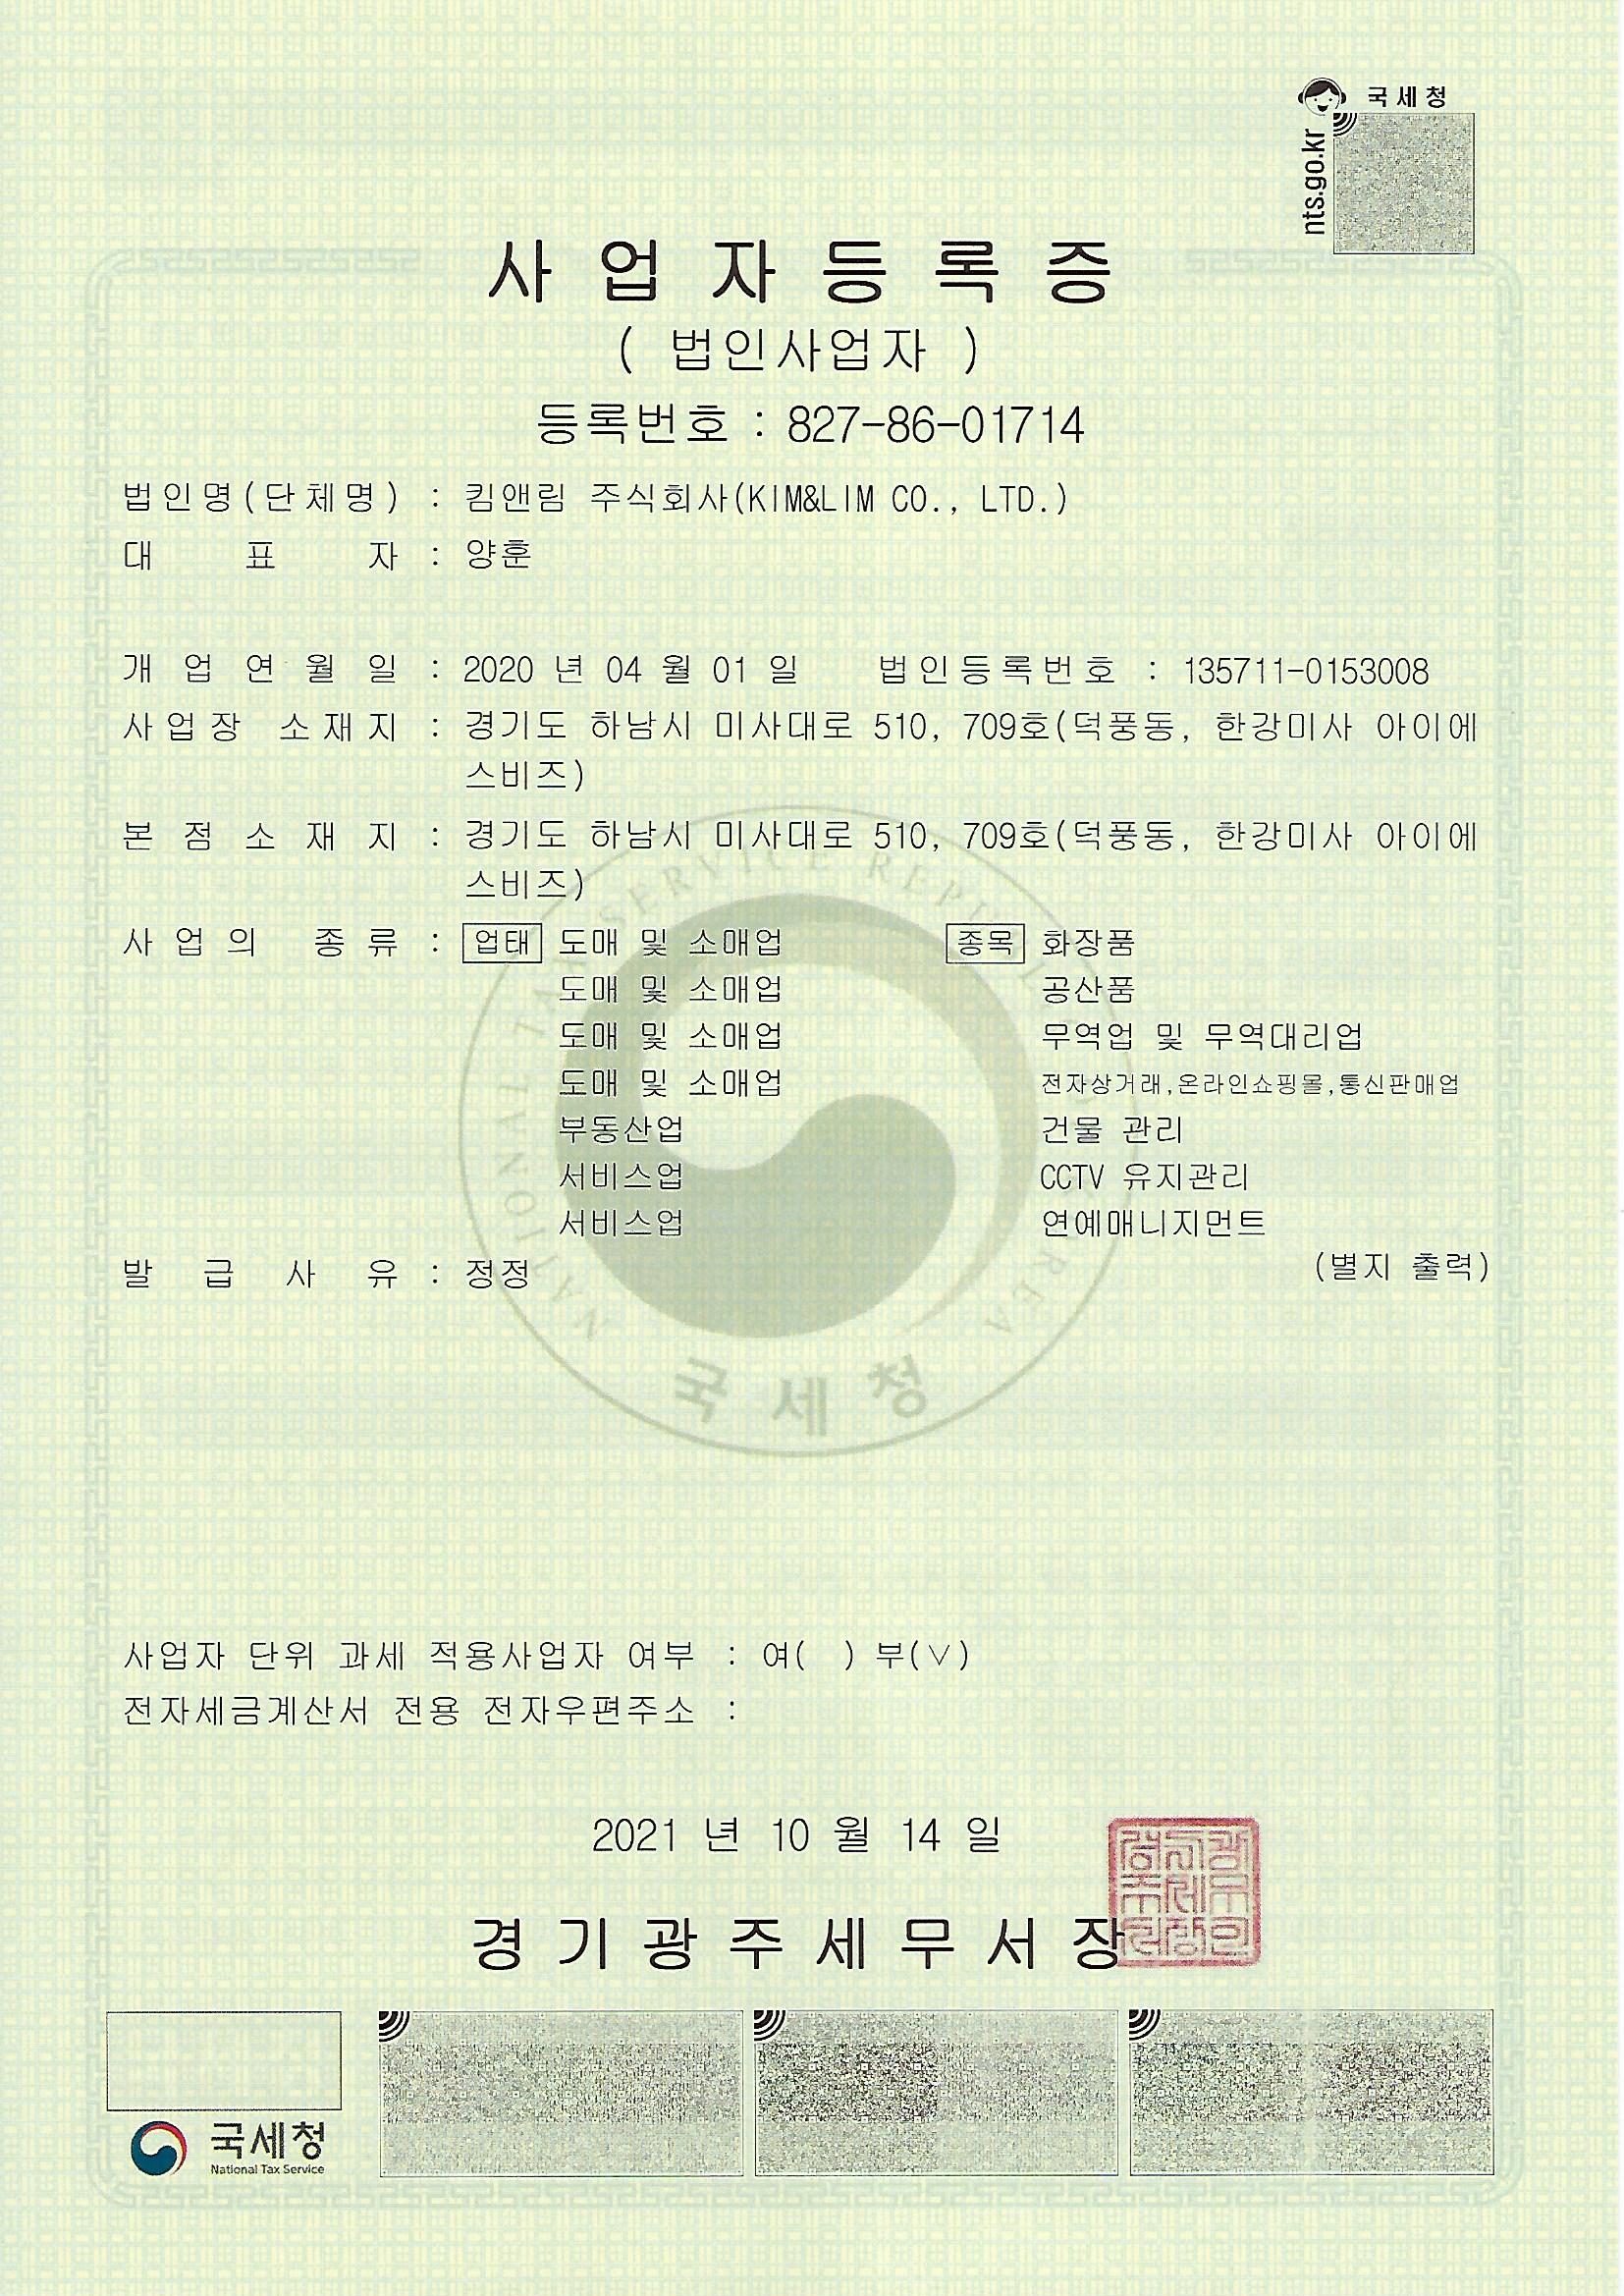 국세청
nts.go.kr
사업자등록증
( 법인사업자 )
등록번호 : 827-86-01714
법인명(단체명) : 킴앤림 주식회사(KIM&LIM CO., LTD.)
대 표 자 : 양훈
개 업 연 월 일 : 2020 년 04 월 01 일 법인등록번호 : 135711-0153008
사업장 소재지 : 경기도 하남시 미사대로 510, 709호(덕풍동, 한강미사 아이에
스비즈)
본 점 소 재 지 : 경기도 하남시 미사대로 510, 709호(덕풍동, 한강미사 아이에
스비즈)
사 업 의 종 류 : 업태 도매 및 소매업 종목 화장품
도매 및 소매업 공산품
도매 및 소매업 무역업 및 무역대리업
도매 및 소매업 전자상거래,온라인쇼핑몰,통신판매업
부동산업 건물 관리
서비스업 CCTV 유지관리
서비스업 연예매니지먼트
(별지 출력)
발 급 사 유 : 정정
국세청
사업자 단위 과세 적용사업자 여부 : 여( ) 부(∨)
전자세금계산서 전용 전자우편주소 :
2021 년 10 월 14 일
경기광주세무서장
국세청
National Tax Service